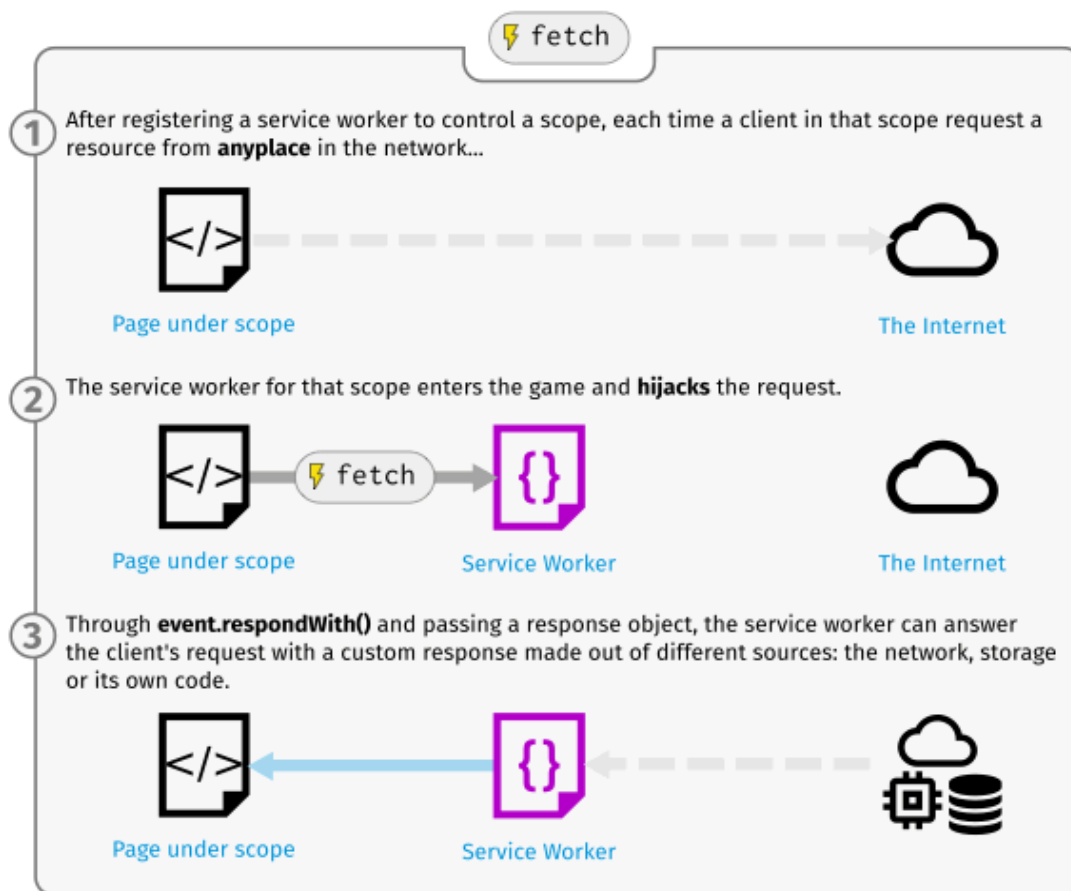 fetch
1 After registering a service worker to control a scope, each time a client in that scope request a
resource from anyplace in the network...
</>
Page under scope
The Internet
2 The service worker for that scope enters the game and hijacks the request.
</> fetch {}
Page under scope
Service Worker
The Internet
3 Through event.respondWith() and passing a response object, the service worker can answer
the client's request with a custom response made out of different sources: the network, storage
or its own code.
</> {}
Page under scope
Service Worker